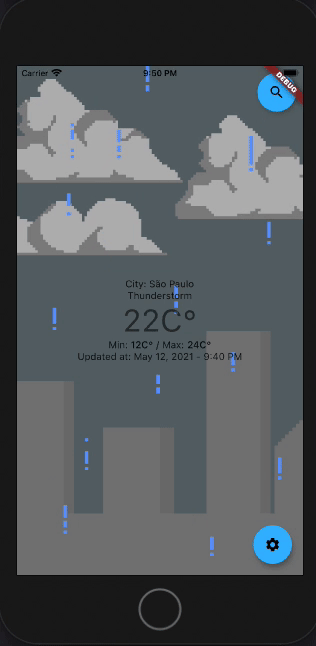 Carrier 9:50 PM
DEBUG
City: São Paulo
Thunderstorm
22C°
Min: 12C° / Max: 24C°
Updated at: May 12, 2021 - 9:40 PM